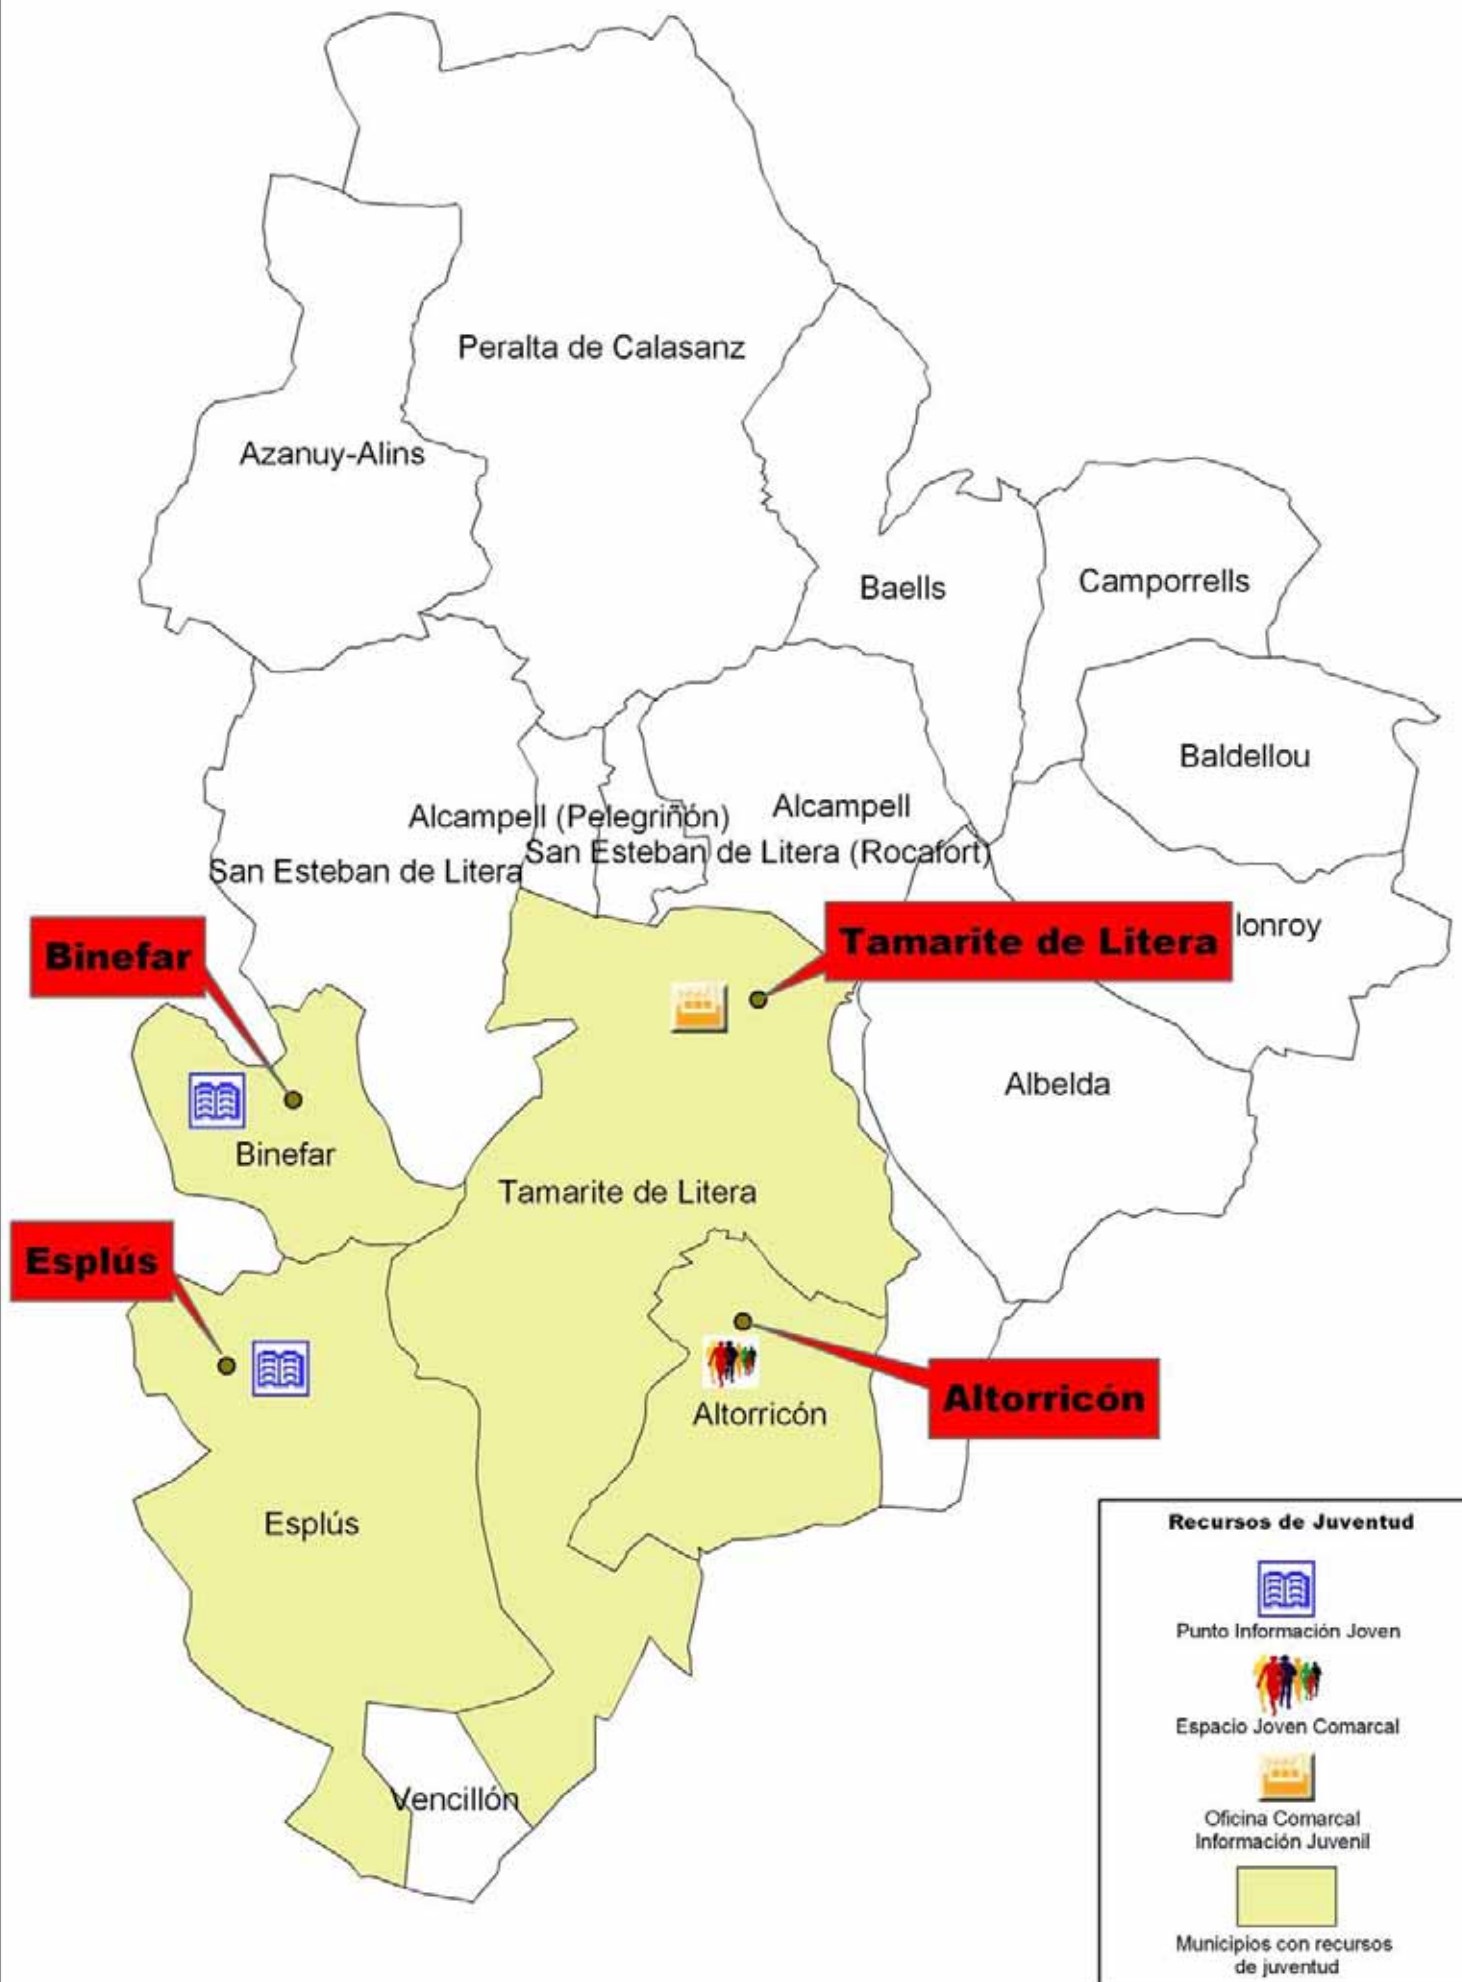 Peralta de Calasanz
Azanuy-Alins
Baells
Camporrells
Baldellou
Alcampell (Pelegriñón)
Alcampell
San Esteban de Litera (Rocafort)
San Esteban de Litera
Binefar
Tamarite de Litera
lonroy
Albelda
Binefar
Tamarite de Litera
Esplús
Altorricón
Altorricón
Esplús
Vencillón
Recursos de Juventud
Punto Información Joven
Espacio Joven Comarcal
Oficina Comarcal
Información Juvenil
Municipios con recursos
de juventud